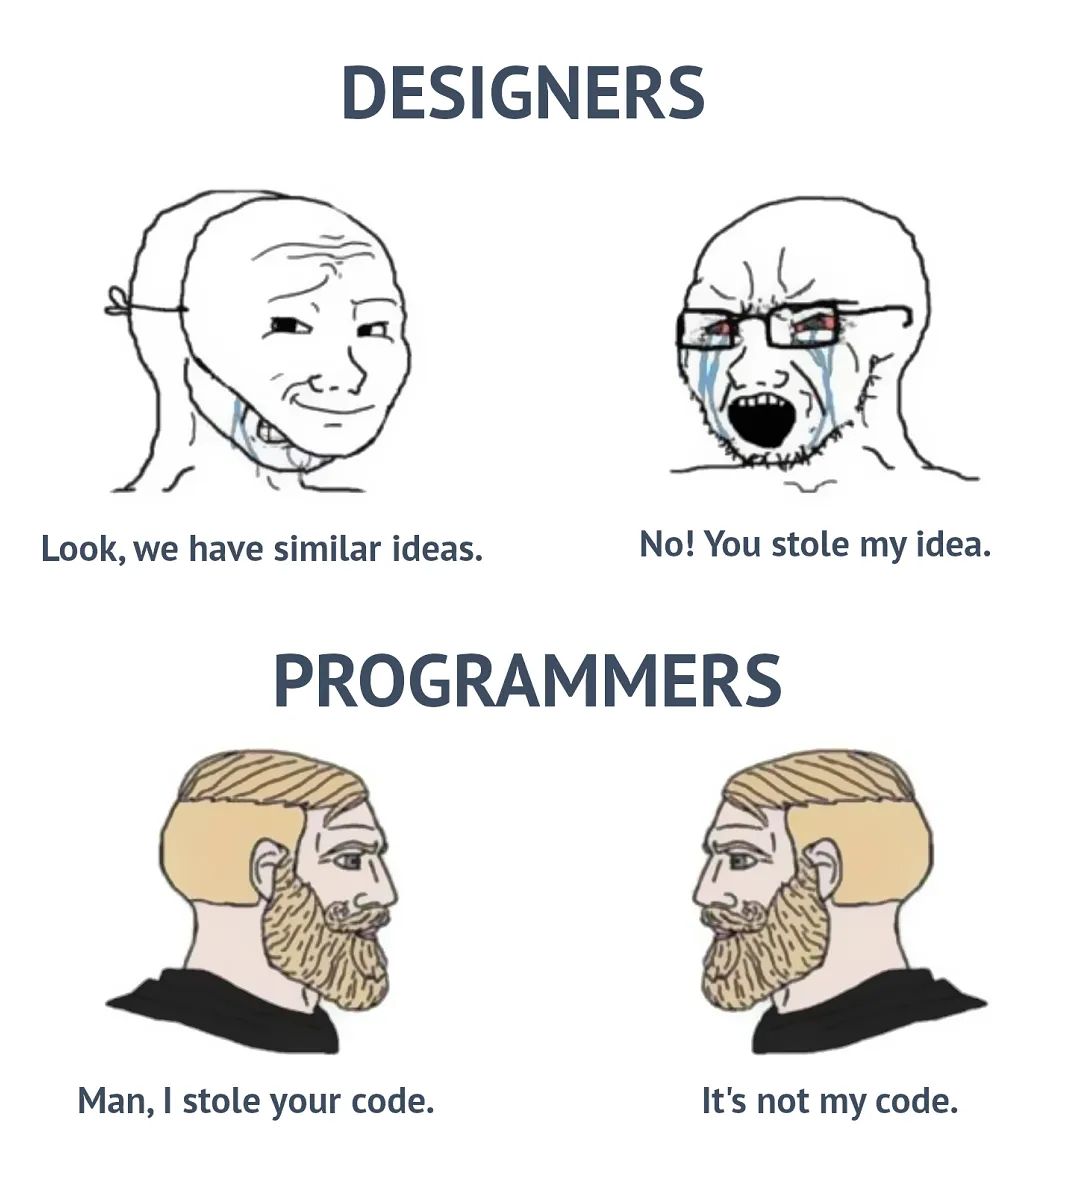 DESIGNERS
Look, we have similar ideas.
No! You stole my idea.
PROGRAMMERS
Man, I stole your code.
It's not my code.